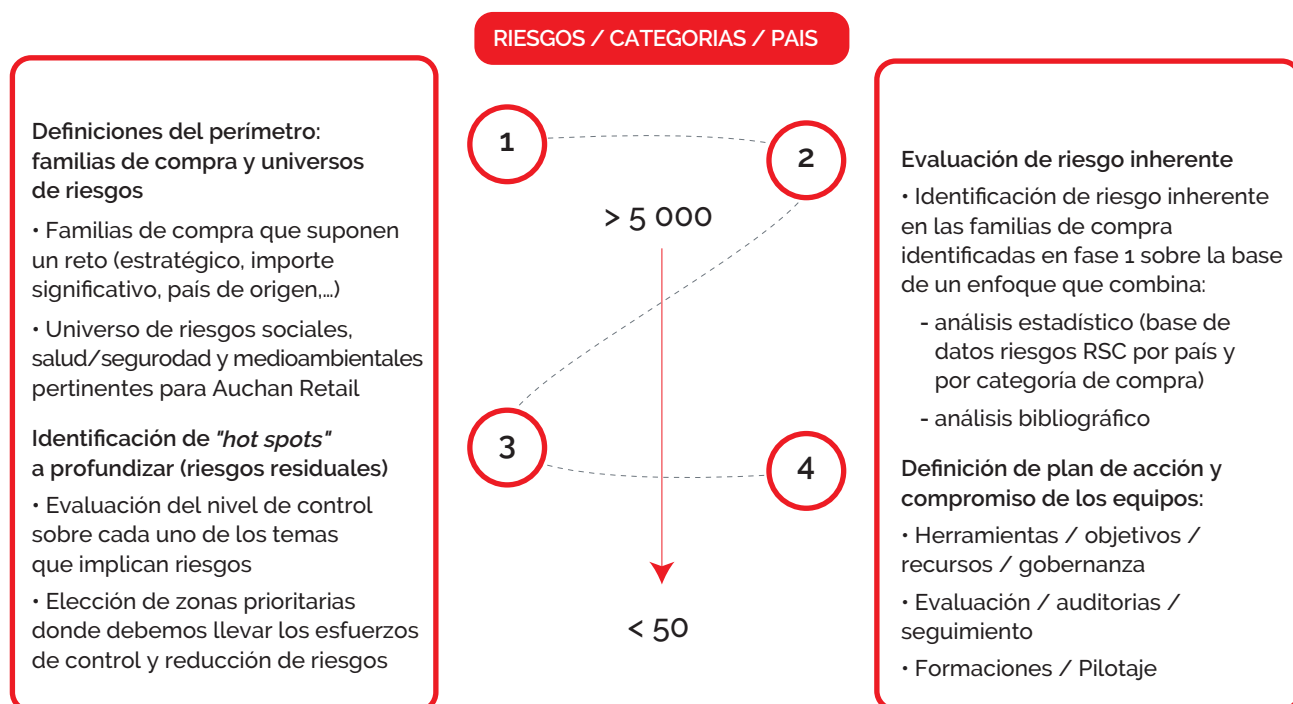 RIESGOS / CATEGORIAS / PAIS
Definiciones del perímetro:
familias de compra y universos
de riesgos
• Familias de compra que suponen
un reto (estratégico, importe
significativo, país de origen,...)
• Universo de riesgos sociales,
salud/segurodad y medioambientales
pertinentes para Auchan Retail
Identificación de "hot spots"
a profundizar (riesgos residuales)
• Evaluación del nivel de control
sobre cada uno de los temas
que implican riesgos
• Elección de zonas prioritarias
donde debemos llevar los esfuerzos
de control y reducción de riesgos
1
2
> 5 000
3
4
< 50
Evaluación de riesgo inherente
• Identificación de riesgo inherente
en las familias de compra
identificadas en fase 1 sobre la base
de un enfoque que combina:
- análisis estadístico (base de
datos riesgos RSC por país y
por categoría de compra)
- análisis bibliográfico
Definición de plan de acción y
compromiso de los equipos:
• Herramientas / objetivos /
recursos / gobernanza
• Evaluación / auditorias /
seguimiento
• Formaciones / Pilotaje